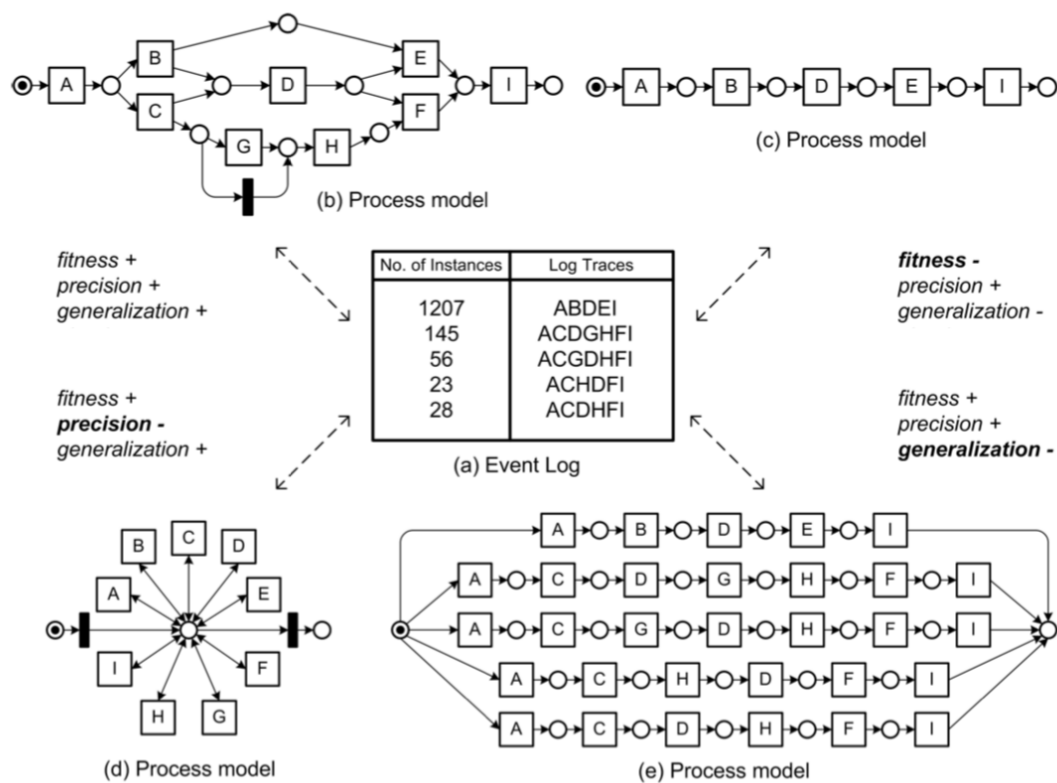 B
E
A
D
I
C
F
G
H
(b) Process model
A
B
D
E
I
(c) Process model
fitness +
precision +
generalization +
No. of Instances
Log Traces
1207
ABDEI
145
ACDGHFI
56
ACGDHFI
23
ACHDFI
28
ACDHFI
(a) Event Log
fitness -
precision +
generalization -
fitness +
precision -
generalization +
fitness +
precision +
generalization -
C
B
D
A
E
I
F
H
G
(d) Process model
A
B
D
E
I
A
C
D
G
H
F
I
A
C
G
D
H
F
I
A
C
H
D
F
I
A
C
D
H
F
I
(e) Process model